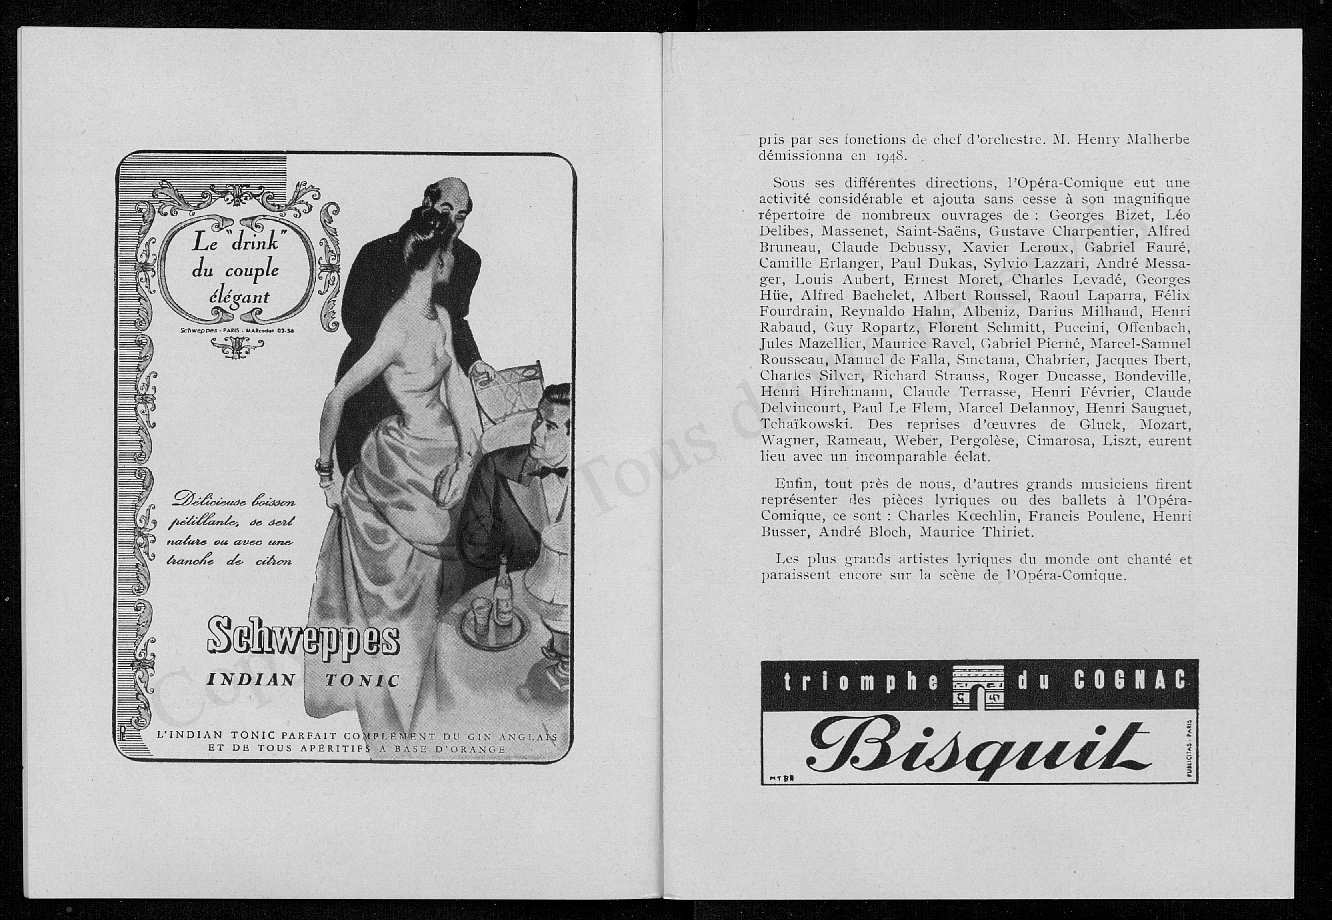 Le "drink"
du couple
élégant
Schweppes - PARIS - MARcadet 02-56
Délicieuse boisson
pétillante, se sert
nature ou avec une
tranche de citron
Schweppes
INDIAN TONIC
L'INDIAN TONIC PARFAIT COMPLÉMENT DU GIN ANGLAIS
ET DE TOUS APÉRITIFS A BASE D'ORANGE
pris par ses fonctions de chef d'orchestre. M. Henry Malherbe
démissionna en 1948.
Sous ses différentes directions, l'Opéra-Comique eut une
activité considérable et ajouta sans cesse à son magnifique
répertoire de nombreux ouvrages de : Georges Bizet, Léo
Delibes, Massenet, Saint-Saëns, Gustave Charpentier, Alfred
Bruneau, Claude Debussy, Xavier Leroux, Gabriel Fauré,
Camille Erlanger, Paul Dukas, Sylvio Lazzari, André Messa-
ger, Louis Aubert, Ernest Moret, Charles Levadé, Georges
Hüe, Alfred Bachelet, Albert Roussel, Raoul Laparra, Félix
Fourdrain, Reynaldo Hahn, Albeniz, Darius Milhaud, Henri
Rabaud, Guy Ropartz, Florent Schmitt, Puccini, Offenbach,
Jules Mazellier, Maurice Ravel, Gabriel Pierné, Marcel-Samuel
Rousseau, Manuel de Falla, Smetana, Chabrier, Jacques Ibert,
Charles Silver, Richard Strauss, Roger Ducasse, Bondeville,
Henri Hirchmann, Claude Terrasse, Henri Février, Claude
Delvincourt, Paul Le Flem, Marcel Delannoy, Henri Sauguet,
Tchaïkowski. Des reprises d'œuvres de Gluck, Mozart,
Wagner, Rameau, Weber, Pergolèse, Cimarosa, Liszt, eurent
lieu avec un incomparable éclat.
Enfin, tout près de nous, d'autres grands musiciens firent
représenter des pièces lyriques ou des ballets à l'Opéra-
Comique, ce sont : Charles Kœchlin, Francis Poulenc, Henri
Busser, André Bloch, Maurice Thiriet.
Les plus grands artistes lyriques du monde ont chanté et
paraissent encore sur la scène de l'Opéra-Comique.
triomphe du COGNAC
Bisquit
PUBLICITAS - PARIS